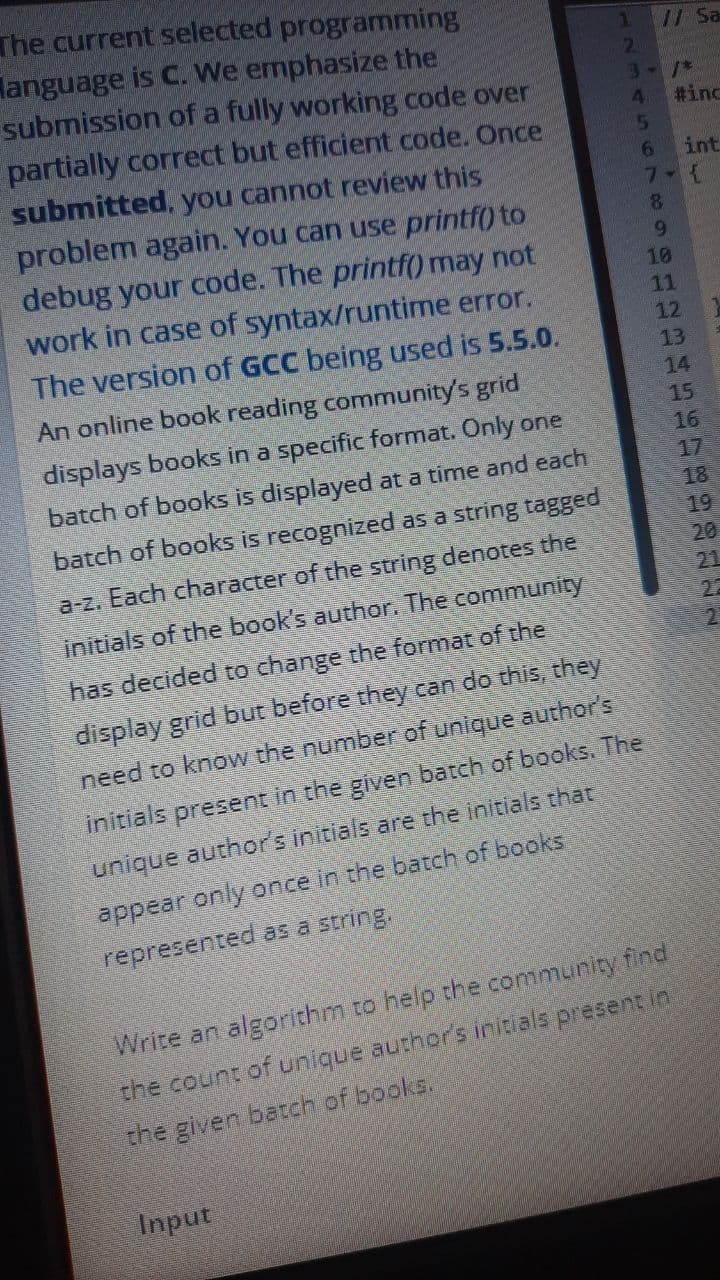 The current selected programming
language is C. We emphasize the
submission of a fully working code over
partially correct but efficient code. Once
submitted, you cannot review this
problem again. You can use printf() to
debug your code. The printf() may not
work in case of syntax/runtime error.
The version of GCC being used is 5.5.0.
An online book reading community's grid
displays books in a specific format. Only one
batch of books is displayed at a time and each
batch of books is recognized as a string tagged
a-z. Each character of the string denotes the
initials of the book's author. The community
has decided to change the format of the
display grid but before they can do this, they
need to know the number of unique author's
initials present in the given batch of books. The
unique author's initials are the initials that
appear only once in the batch of books
represented as a string.
Write an algorithm to help the community find
the count of unique author's initials present in
the given batch of books.
Input
1 // Sa
2
3 /*
4 #inc
5
6 int
7 {
8
9
10
11
12 }
13
14
15
16
17
18
19
20
21